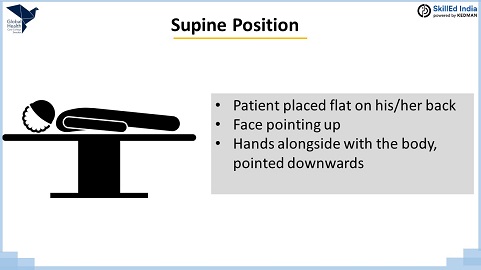 Supine Position
Global
Health
SkillEd India
powered by KEDMAN
• Patient placed flat on his/her back
• Face pointing up
• Hands alongside with the body,
pointed downwards